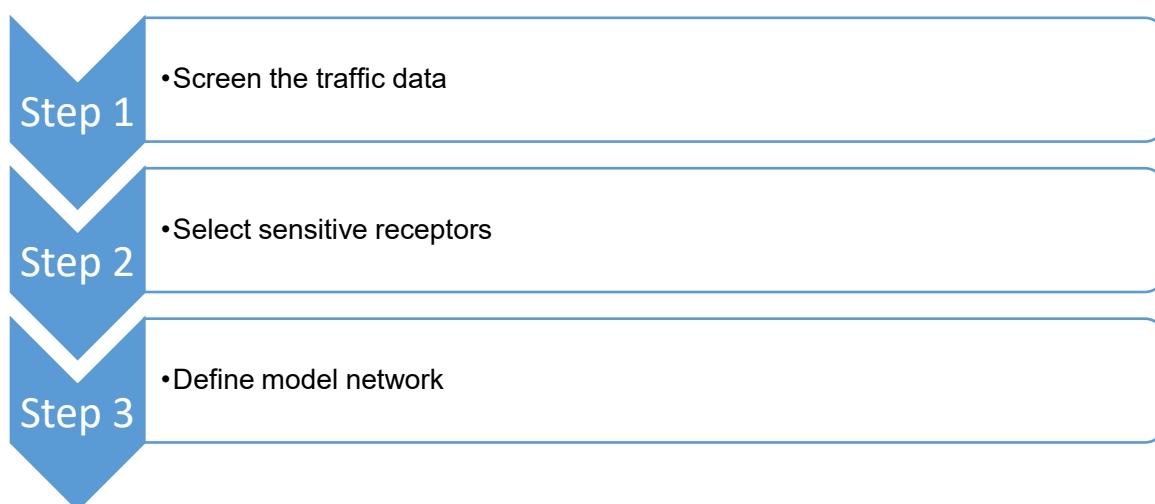 Step 1
•Screen the traffic data
Step 2
•Select sensitive receptors
Step 3
•Define model network